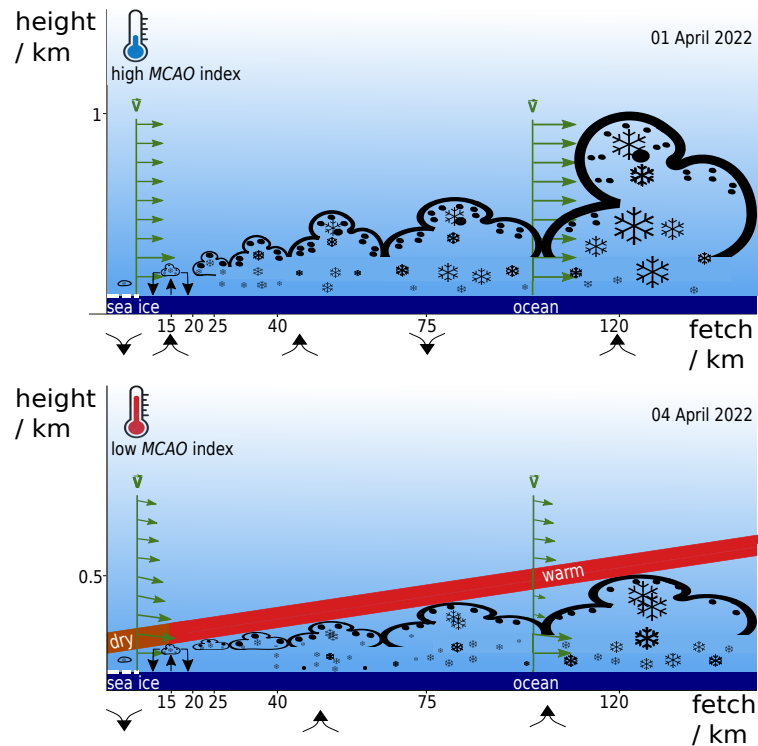 height
/ km
01 April 2022
high MCAO index
v
v
1
sea ice
ocean
15 20 25 40 75 120
fetch
/ km
height
/ km
04 April 2022
low MCAO index
v
v
0.5
warm
dry
sea ice
ocean
15 20 25 40 75 120
fetch
/ km